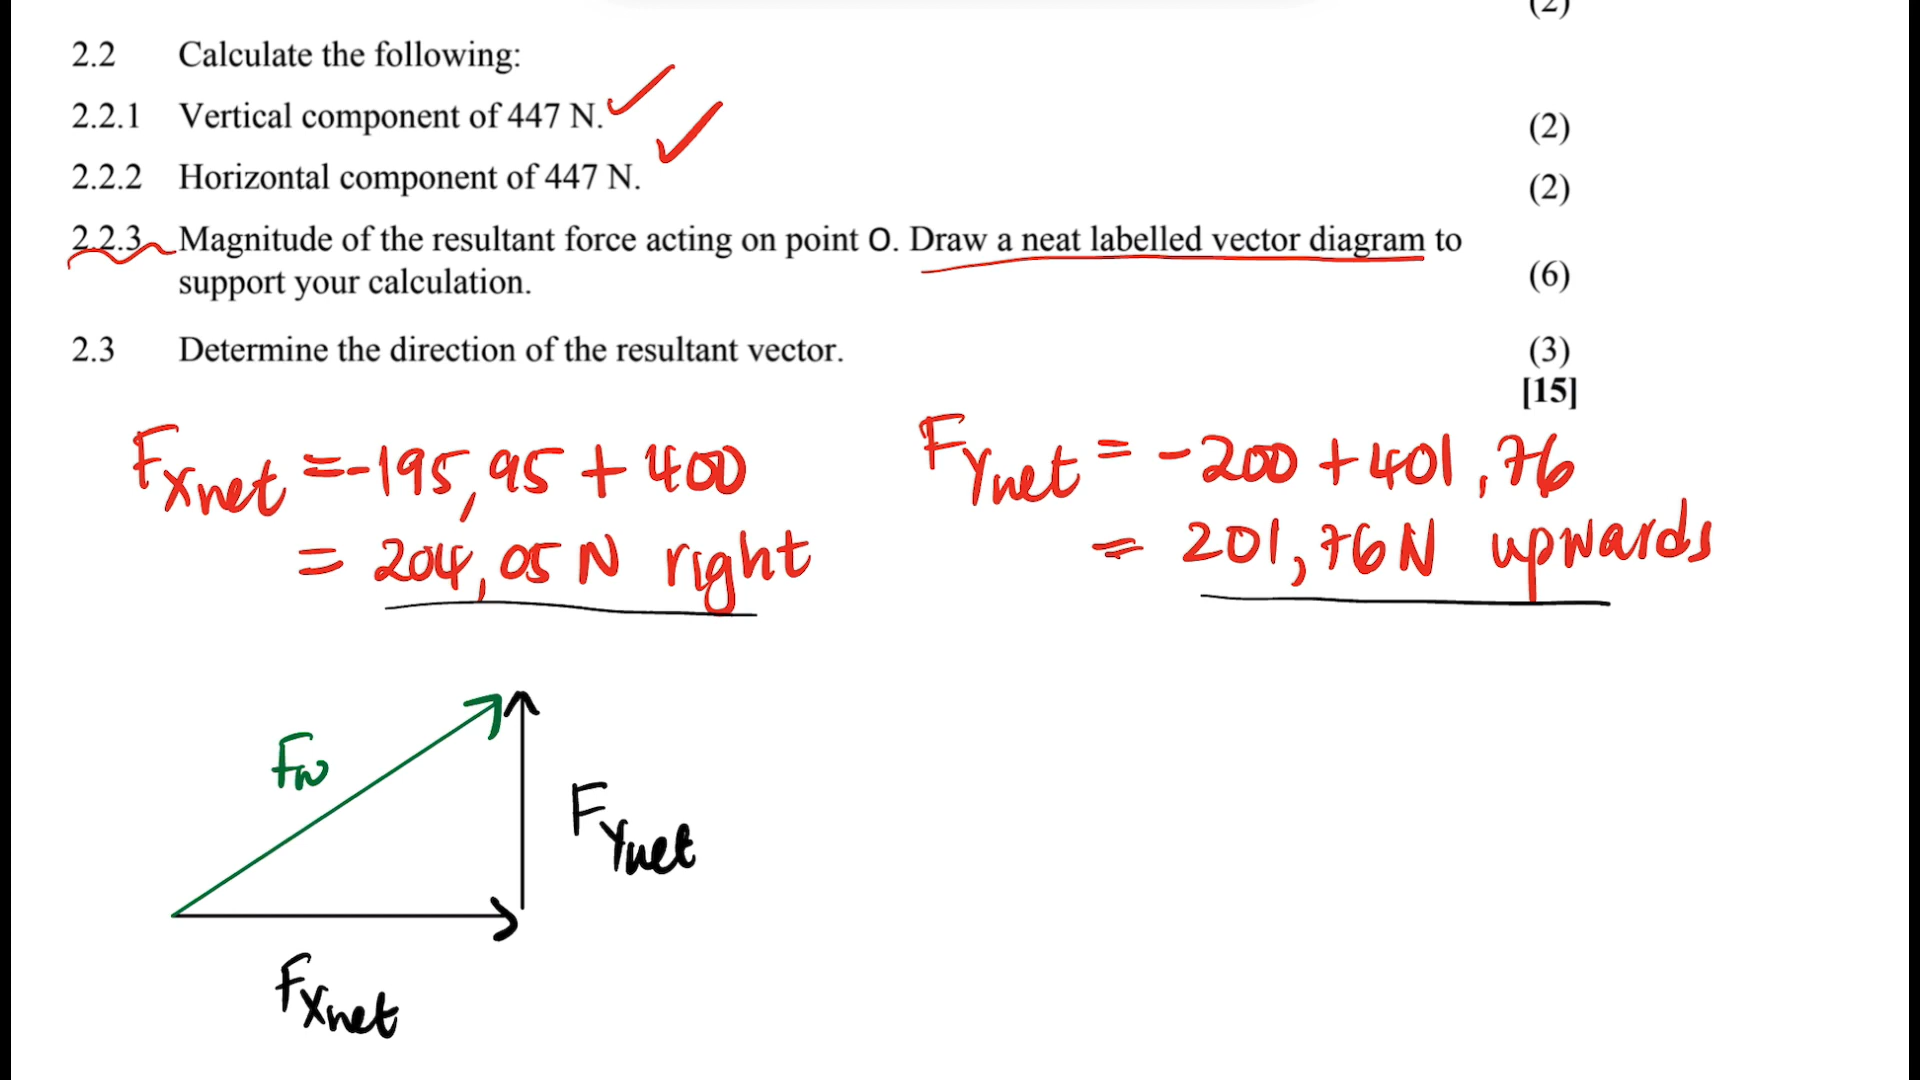 (2)
2.2 Calculate the following:
2.2.1 Vertical component of 447 N. (2)
2.2.2 Horizontal component of 447 N. (2)
2.2.3 Magnitude of the resultant force acting on point O. Draw a neat labelled vector diagram to
support your calculation. (6)
2.3 Determine the direction of the resultant vector. (3)
[15]
Fxnet = -195,95 + 400
= 204,05 N right
FYnet = -200 + 401,76
= 201,76 N upwards
FN
FYnet
FXnet